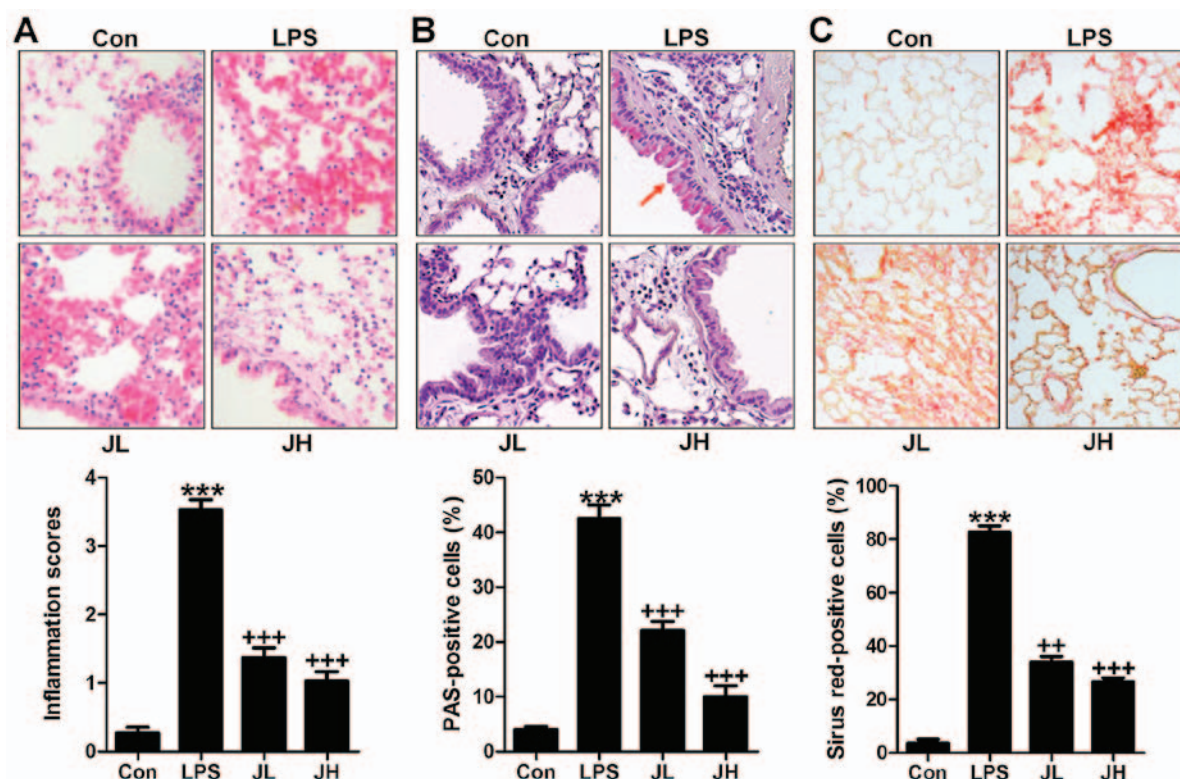 A
Con LPS
JL JH
Inflammation scores
4
3
2
1
0
***
+++
+++
Con LPS JL JH
B
Con LPS
JL JH
PAS-positive cells (%)
50
40
30
20
10
0
***
+++
+++
Con LPS JL JH
C
Con LPS
JL JH
Sirus red-positive cells (%)
100
80
60
40
20
0
***
++
+++
Con LPS JL JH